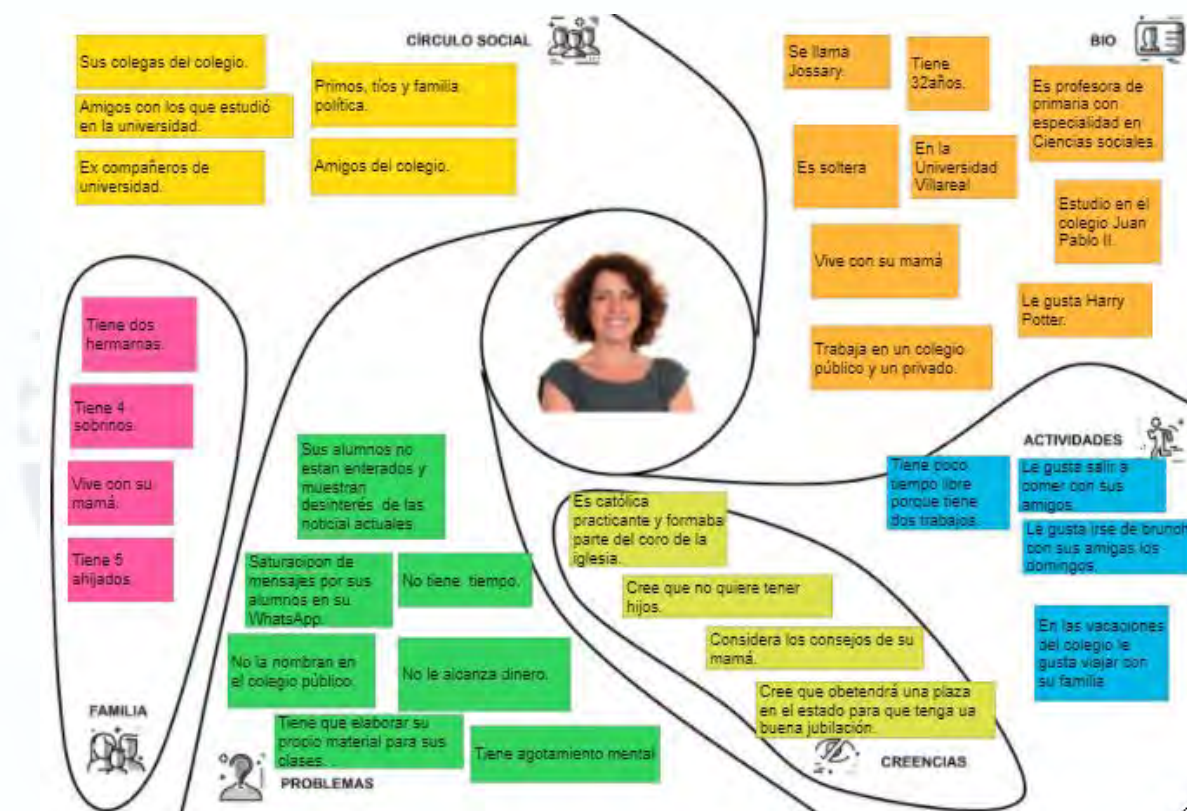 CÍRCULO SOCIAL
Sus colegas del colegio.
Amigos con los que estudió
en la universidad.
Ex compañeros de
universidad.
Primos, tíos y familia
política.
Amigos del colegio.
BIO
Se llama
Jossary.
Tiene
32años.
Es profesora de
primaria con
especialidad en
Ciencias sociales.
Es soltera
En la
Universidad
Villareal
Estudio en el
colegio Juan
Pablo II.
Vive con su mamá
Le gusta Harry
Potter.
Trabaja en un colegio
público y un privado.
Tiene dos
hermarnas.
Tiene 4
sobrinos.
Vive con su
mamá.
Tiene 5
ahijados.
FAMILIA
Sus alumnos no
estan enterados y
muestran
desinterés de las
noticial actuales
Saturacipon de
mensajes por sus
alumnos en su
WhatsApp.
No tiene tiempo.
No la nombran en
el colegio público.
No le alcanza dinero.
Tiene que elaborar su
propio material para sus
clases. .
Tiene agotamiento mental
PROBLEMAS
Es católica
practicante y formaba
parte del coro de la
iglesia.
Cree que no quiere tener
hijos.
Considera los consejos de su
mamá.
Cree que obetendrá una plaza
en el estado para que tenga ua
buena jubilación.
CREENCIAS
ACTIVIDADES
Tiene poco
tiempo libre
porque tiene
dos trabajos.
Le gusta salir a
comer con sus
amigos.
Le gusta irse de brunch
con sus amigas los
domingos.
En las vacaciones
del colegio le
gusta viajar con
su familia